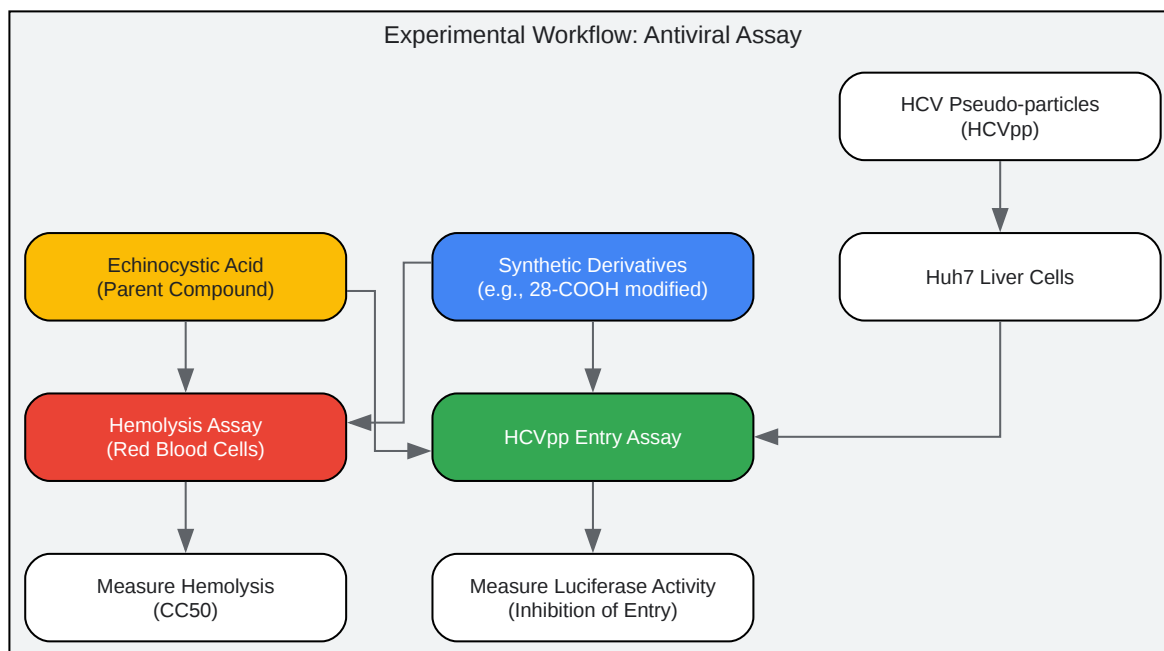 Experimental Workflow: Antiviral Assay
HCV Pseudo-particles
(HCVpp)
Echinocystic Acid
(Parent Compound)
Synthetic Derivatives
(e.g., 28-COOH modified)
Huh7 Liver Cells
Hemolysis Assay
(Red Blood Cells)
HCVpp Entry Assay
Measure Hemolysis
(CC50)
Measure Luciferase Activity
(Inhibition of Entry)